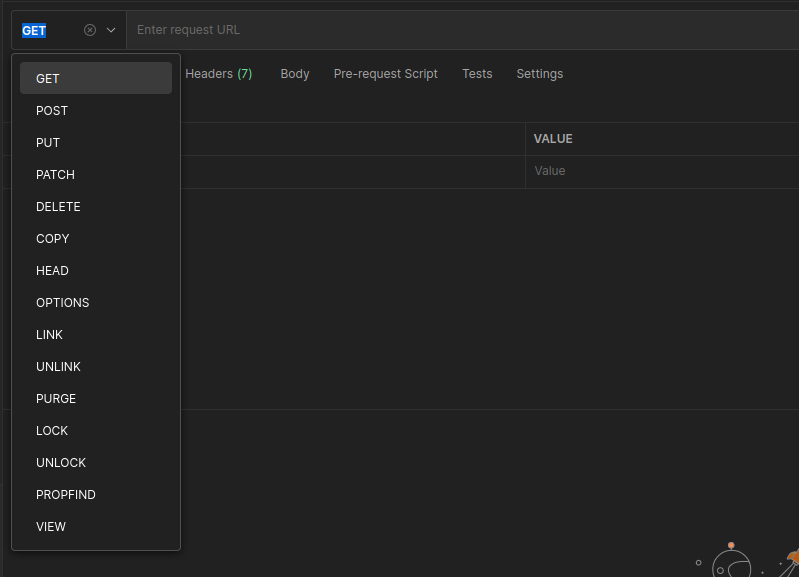 GET
Enter request URL
Headers (7) Body Pre-request Script Tests Settings
VALUE
Value
GET
POST
PUT
PATCH
DELETE
COPY
HEAD
OPTIONS
LINK
UNLINK
PURGE
LOCK
UNLOCK
PROPFIND
VIEW